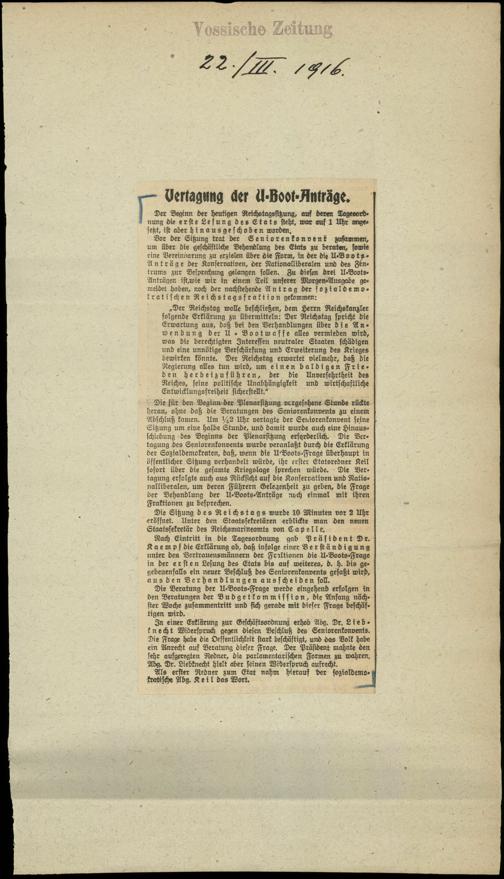 Vossische Zeitung
22./III. 1916.
Vertagung der U-Boot-Anträge.
Der Beginn der heutigen Reichstagssitzung, auf deren Tagesord-
nung die erste Lesung des Etats steht, war auf 1 Uhr ange-
setzt, ist aber hinausgeschoben worden.
Vor der Sitzung trat der Seniorenkonvent zusammen,
um über die geschäftliche Behandlung des Etats zu beraten, sowie
eine Vereinbarung zu erzielen über die Form, in der die U-Boots-
Anträge der Konservativen, der Nationalliberalen und des Zen-
trums zur Besprechung gelangen sollen. Zu diesen drei U-Boots-
Anträgen ist, wie wir in einem Teil unserer Morgen-Ausgabe ge-
meldet haben, noch der nachstehende Antrag der sozialdemo-
kratischen Reichstagsfraktion gekommen:
„Der Reichstag wolle beschließen, dem Herrn Reichskanzler
folgende Erklärung zu übermitteln: Der Reichstag spricht die
Erwartung aus, daß bei den Verhandlungen über die An-
wendung der U-Bootwaffe alles vermieden wird,
was die berechtigten Interessen neutraler Staaten schädigen
und eine unnötige Verschärfung und Erweiterung des Krieges
bewirken könnte. Der Reichstag erwartet vielmehr, daß die
Regierung alles tun wird, um einen baldigen Frie-
den herbeizuführen, der die Unversehrtheit des
Reiches, seine politische Unabhängigkeit und wirtschaftliche
Entwicklungsfreiheit sicherstellt."
Die für den Beginn der Plenarsitzung vorgesehene Stunde rückte
heran, ohne daß die Beratungen des Seniorenkonvents zu einem
Abschluß kamen. Um ½2 Uhr vertagte der Seniorenkonvent seine
Sitzung um eine halbe Stunde, und damit wurde auch eine Hinaus-
schiebung des Beginns der Plenarsitzung erforderlich. Die Ver-
tagung des Seniorenkonvents wurde veranlaßt durch die Erklärung
der Sozialdemokraten, daß, wenn die U-Boots-Frage überhaupt in
öffentlicher Sitzung verhandelt würde, ihr erster Etatsredner Keil
sofort über die gesamte Kriegslage sprechen würde. Die Ver-
tagung erfolgte auch aus Rücksicht auf die Konservativen und Natio-
nalliberalen, um deren Führern Gelegenheit zu geben, die Frage
der Behandlung der U-Boots-Anträge noch einmal mit ihren
Fraktionen zu besprechen.
Die Sitzung des Reichstags wurde 10 Minuten vor 2 Uhr
eröffnet. Unter den Staatssekretären erblickte man den neuen
Staatssekretär des Reichsmarineamts von Capelle.
Nach Eintritt in die Tagesordnung gab Präsident Dr.
Kaempf die Erklärung ab, daß infolge einer Verständigung
unter den Vertrauensmännern der Fraktionen die U-Boots-Frage
in der ersten Lesung des Etats bis auf weiteres, d. h. bis ge-
gebenenfalls ein neuer Beschluß des Seniorenkonvents gefaßt wird,
aus den Verhandlungen ausscheiden soll.
Die Beratung der U-Boots-Frage werde eingehend erfolgen in
den Beratungen der Budgetkommission, die Anfang näch-
ster Woche zusammentritt und sich gerade mit dieser Frage beschäf-
tigen wird.
In einer Erklärung zur Geschäftsordnung erhob Abg. Dr. Lieb-
knecht Widerspruch gegen diesen Beschluß des Seniorenkonvents.
Die Frage habe die Oeffentlichkeit stark beschäftigt, und das Volk habe
ein Anrecht auf Beratung dieser Frage. Der Präsident mahnte den
sehr aufgeregten Redner, die parlamentarischen Formen zu wahren,
Abg. Dr. Liebknecht hielt aber seinen Widerspruch aufrecht.
Als erster Redner zum Etat nahm hierauf der sozialdemo-
kratische Abg. Keil das Wort.